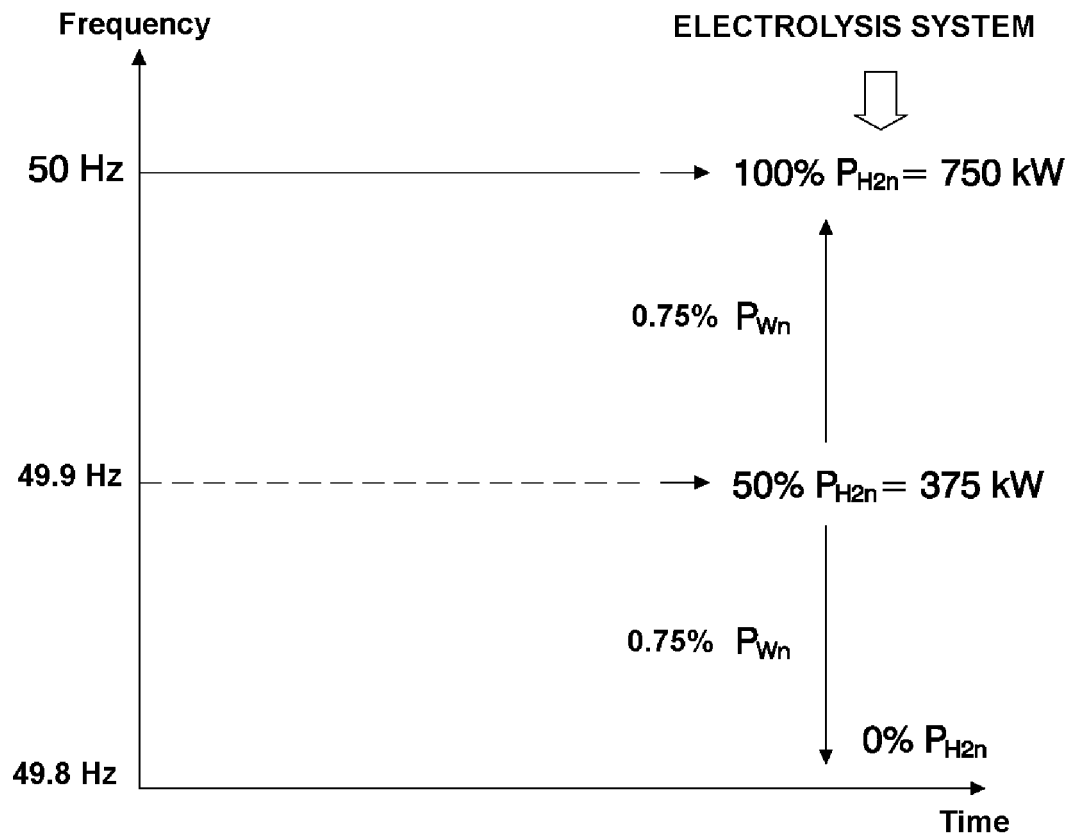 Frequency
ELECTROLYSIS SYSTEM
50 Hz
100% PH2n= 750 kW
0.75% PWn
49.9 Hz
50% PH2n= 375 kW
0.75% PWn
0% PH2n
49.8 Hz
Time